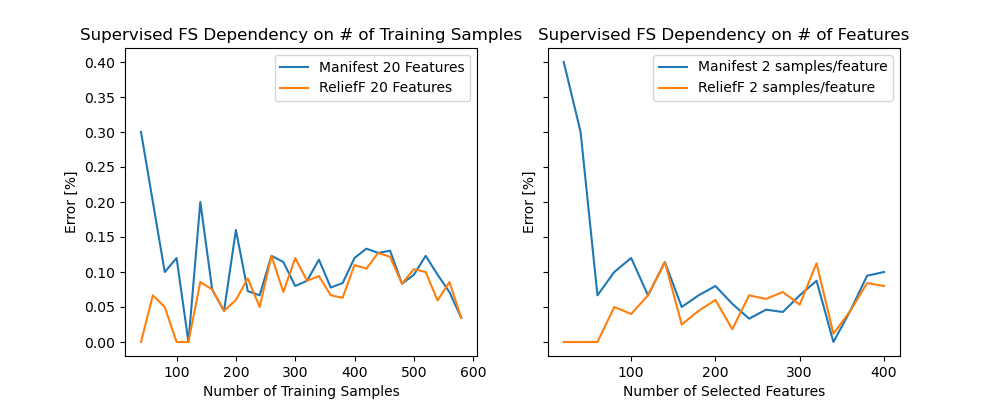 Supervised FS Dependency on # of Training Samples
Manifest 20 Features
ReliefF 20 Features
0.40
0.35
0.30
0.25
0.20
0.15
0.10
0.05
0.00
Error [%]
100 200 300 400 500 600
Number of Training Samples
Supervised FS Dependency on # of Features
Manifest 2 samples/feature
ReliefF 2 samples/feature
Error [%]
100 200 300 400
Number of Selected Features